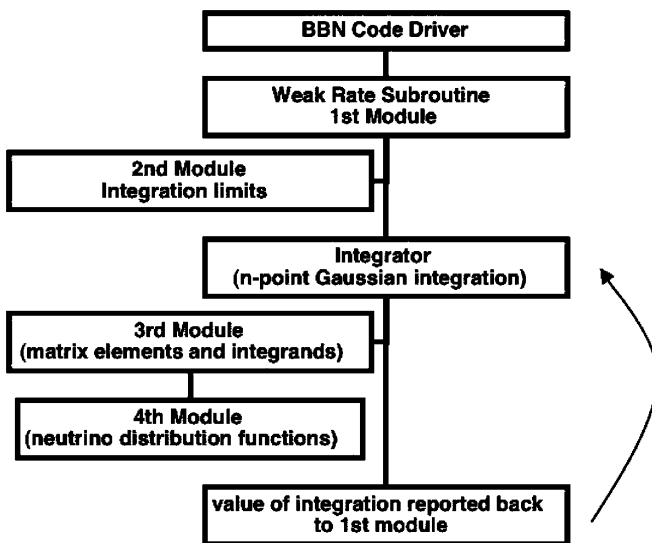 BBN Code Driver
Weak Rate Subroutine
1st Module
2nd Module
Integration limits
Integrator
(n-point Gaussian integration)
3rd Module
(matrix elements and integrands)
4th Module
(neutrino distribution functions)
value of integration reported back
to 1st module